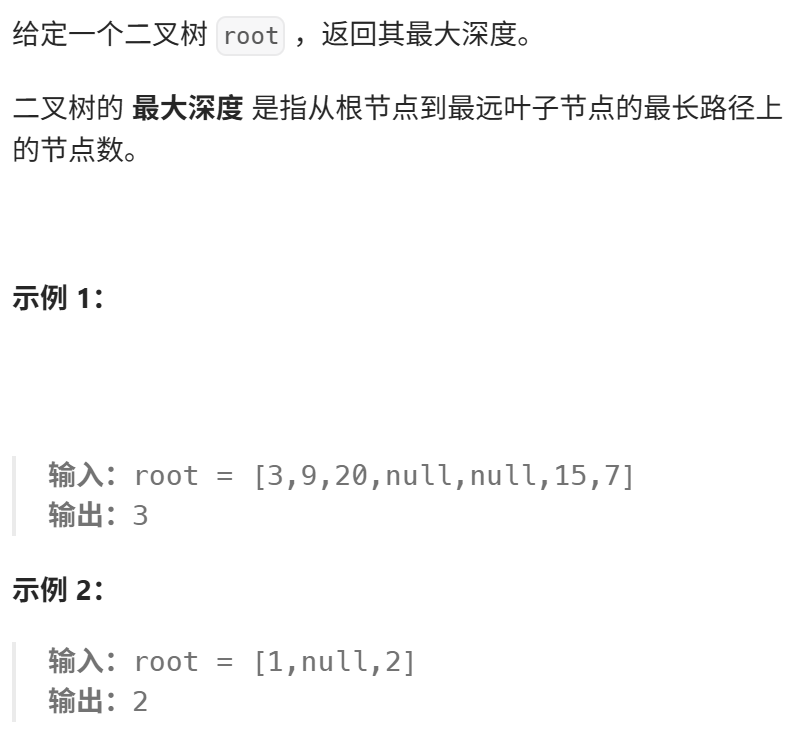 给定一个二叉树 root ，返回其最大深度。
二叉树的 最大深度 是指从根节点到最远叶子节点的最长路径上
的节点数。
示例 1：
输入：root = [3,9,20,null,null,15,7]
输出：3
示例 2：
输入：root = [1,null,2]
输出：2